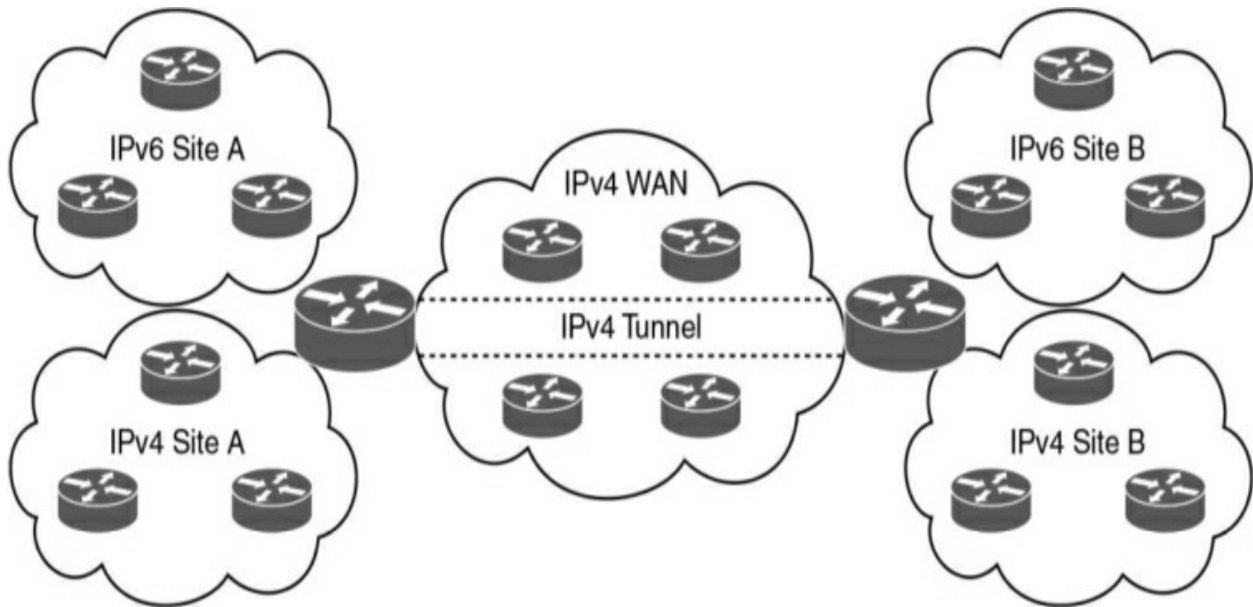 IPv6 Site A
IPv6 Site B
IPv4 WAN
IPv4 Tunnel
IPv4 Site A
IPv4 Site B